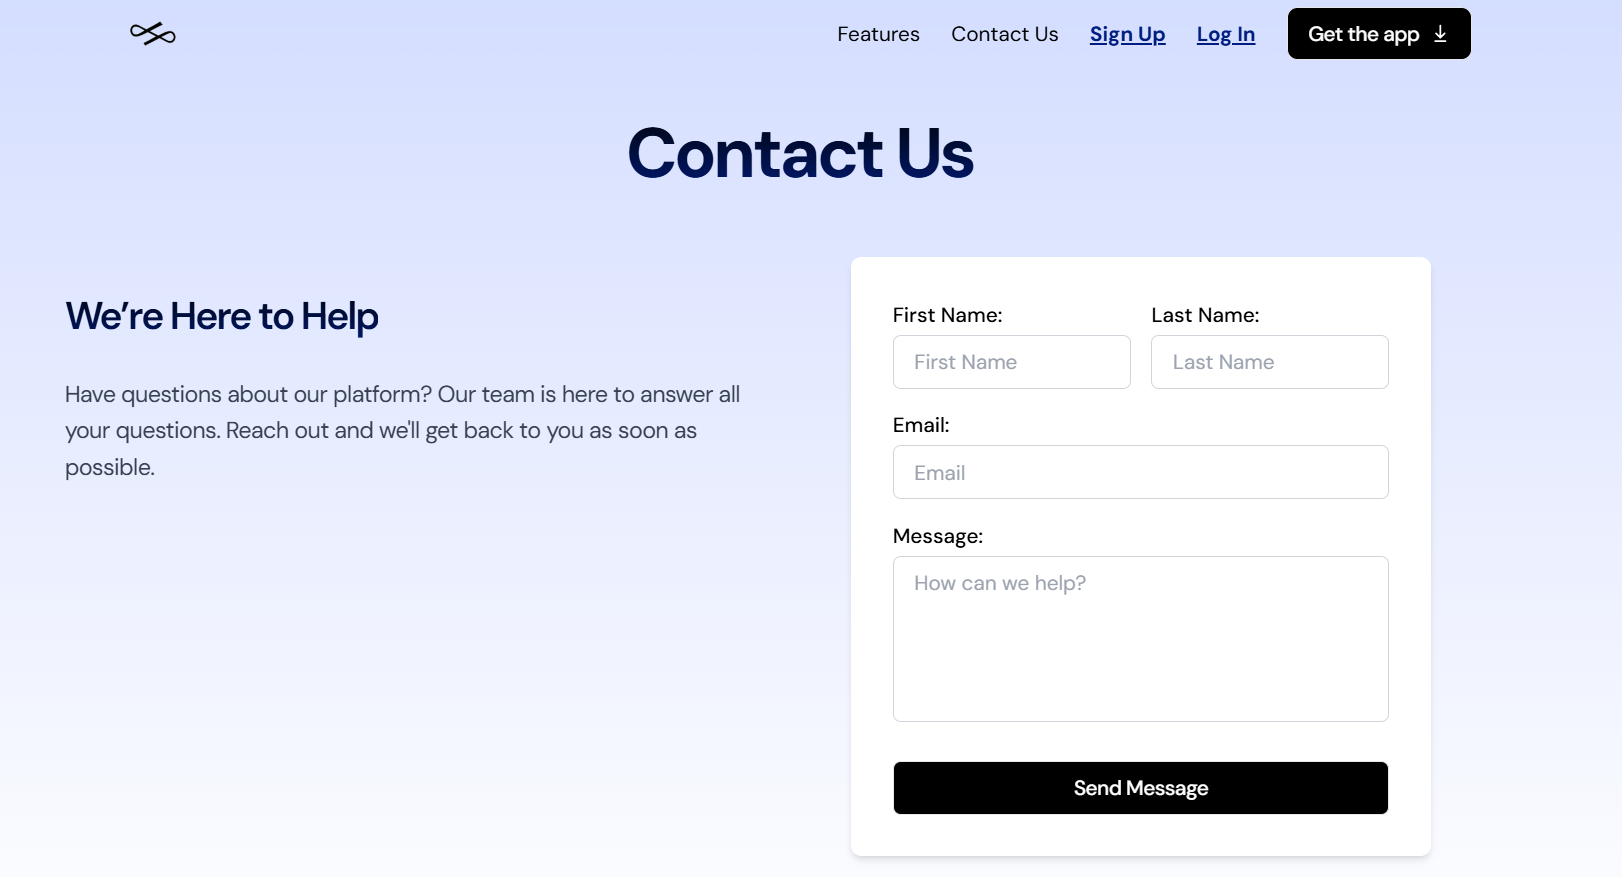 Features Contact Us Sign Up Log In Get the app
Contact Us
We’re Here to Help
Have questions about our platform? Our team is here to answer all
your questions. Reach out and we'll get back to you as soon as
possible.
First Name: Last Name:
First Name Last Name
Email:
Email
Message:
How can we help?
Send Message